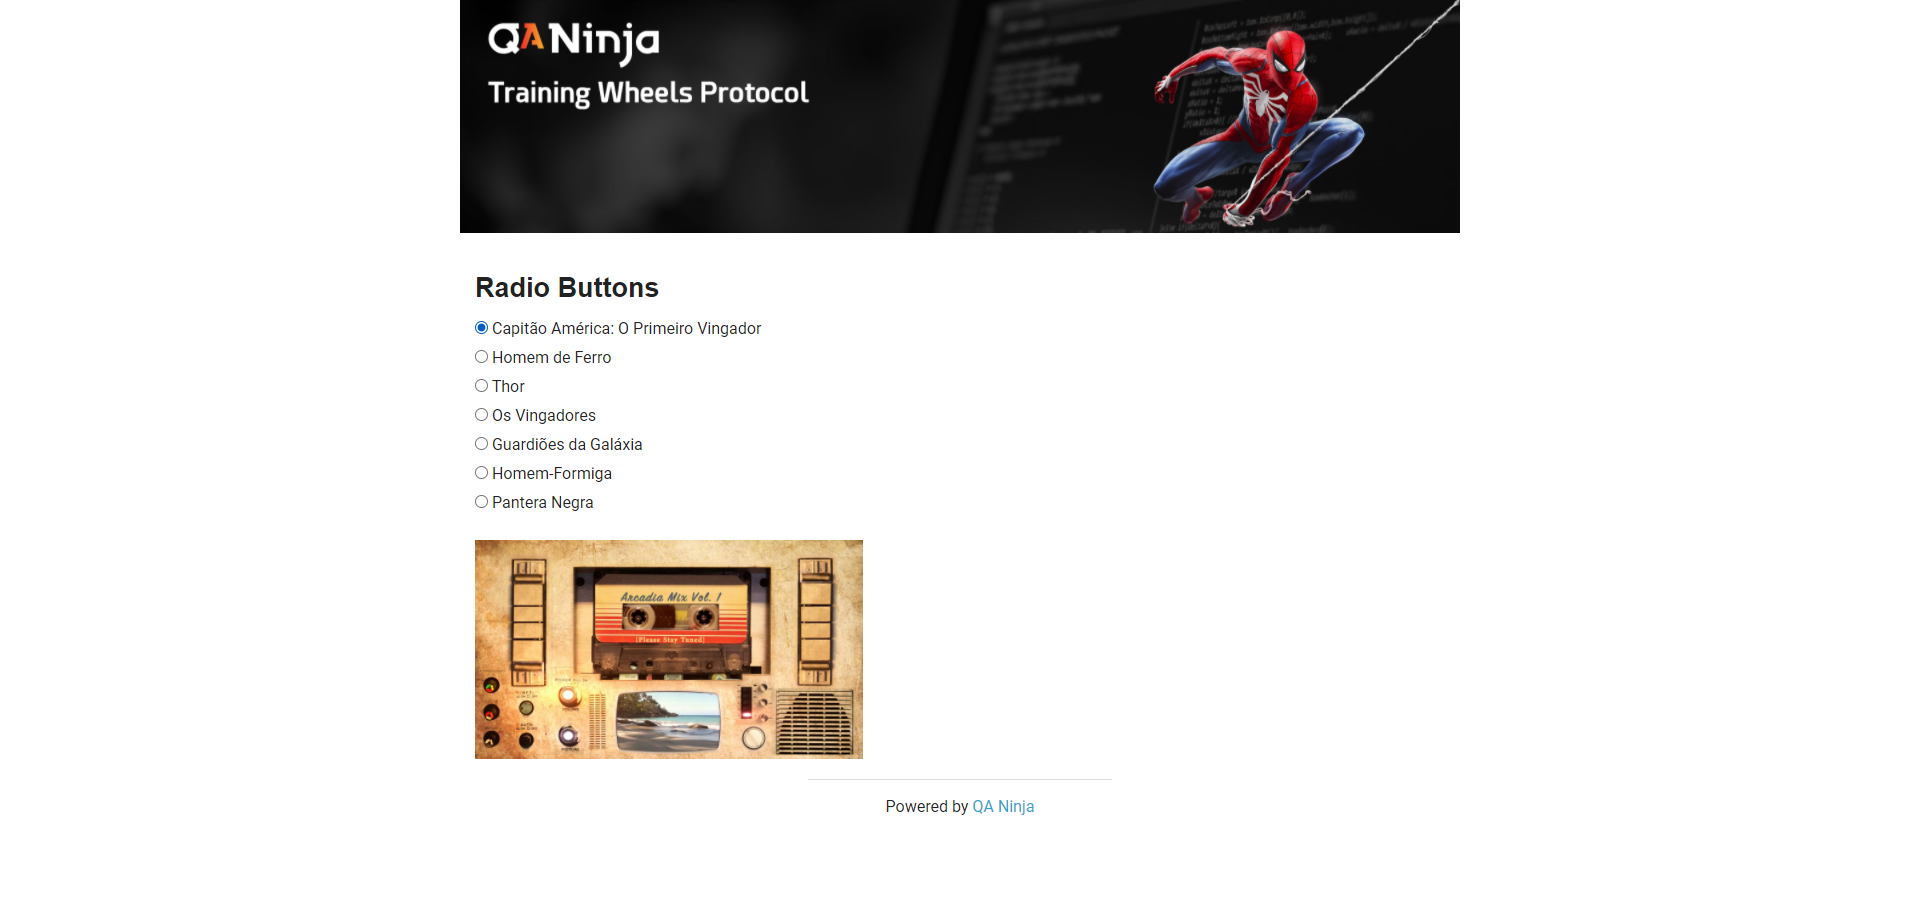 QANinja
Training Wheels Protocol
Radio Buttons
Capitão América: O Primeiro Vingador
Homem de Ferro
Thor
Os Vingadores
Guardiões da Galáxia
Homem-Formiga
Pantera Negra
Arcadia Mix Vol. 1
[Please Stay Tuned]
Powered by QA Ninja